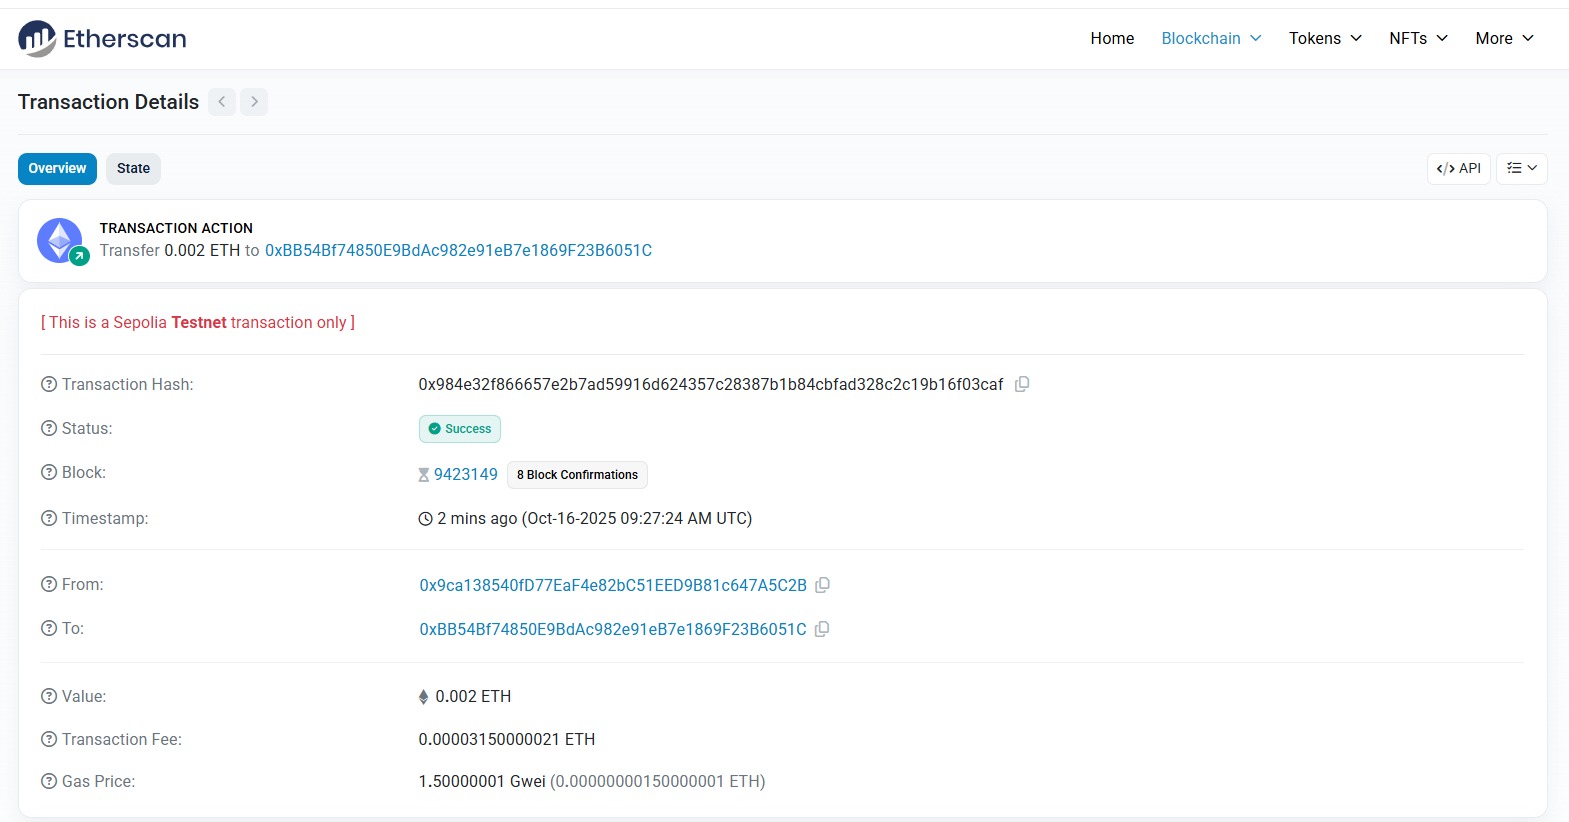 Etherscan
Home Blockchain Tokens NFTs More
Transaction Details
Overview State
</> API
TRANSACTION ACTION
Transfer 0.002 ETH to 0xBB54Bf74850E9BdAc982e91eB7e1869F23B6051C
[ This is a Sepolia Testnet transaction only ]
Transaction Hash: 0x984e32f866657e2b7ad59916d624357c28387b1b84cbfad328c2c19b16f03caf
Status: Success
Block: 9423149 8 Block Confirmations
Timestamp: 2 mins ago (Oct-16-2025 09:27:24 AM UTC)
From: 0x9ca138540fD77EaF4e82bC51EED9B81c647A5C2B
To: 0xBB54Bf74850E9BdAc982e91eB7e1869F23B6051C
Value: 0.002 ETH
Transaction Fee: 0.00003150000021 ETH
Gas Price: 1.50000001 Gwei (0.00000000150000001 ETH)